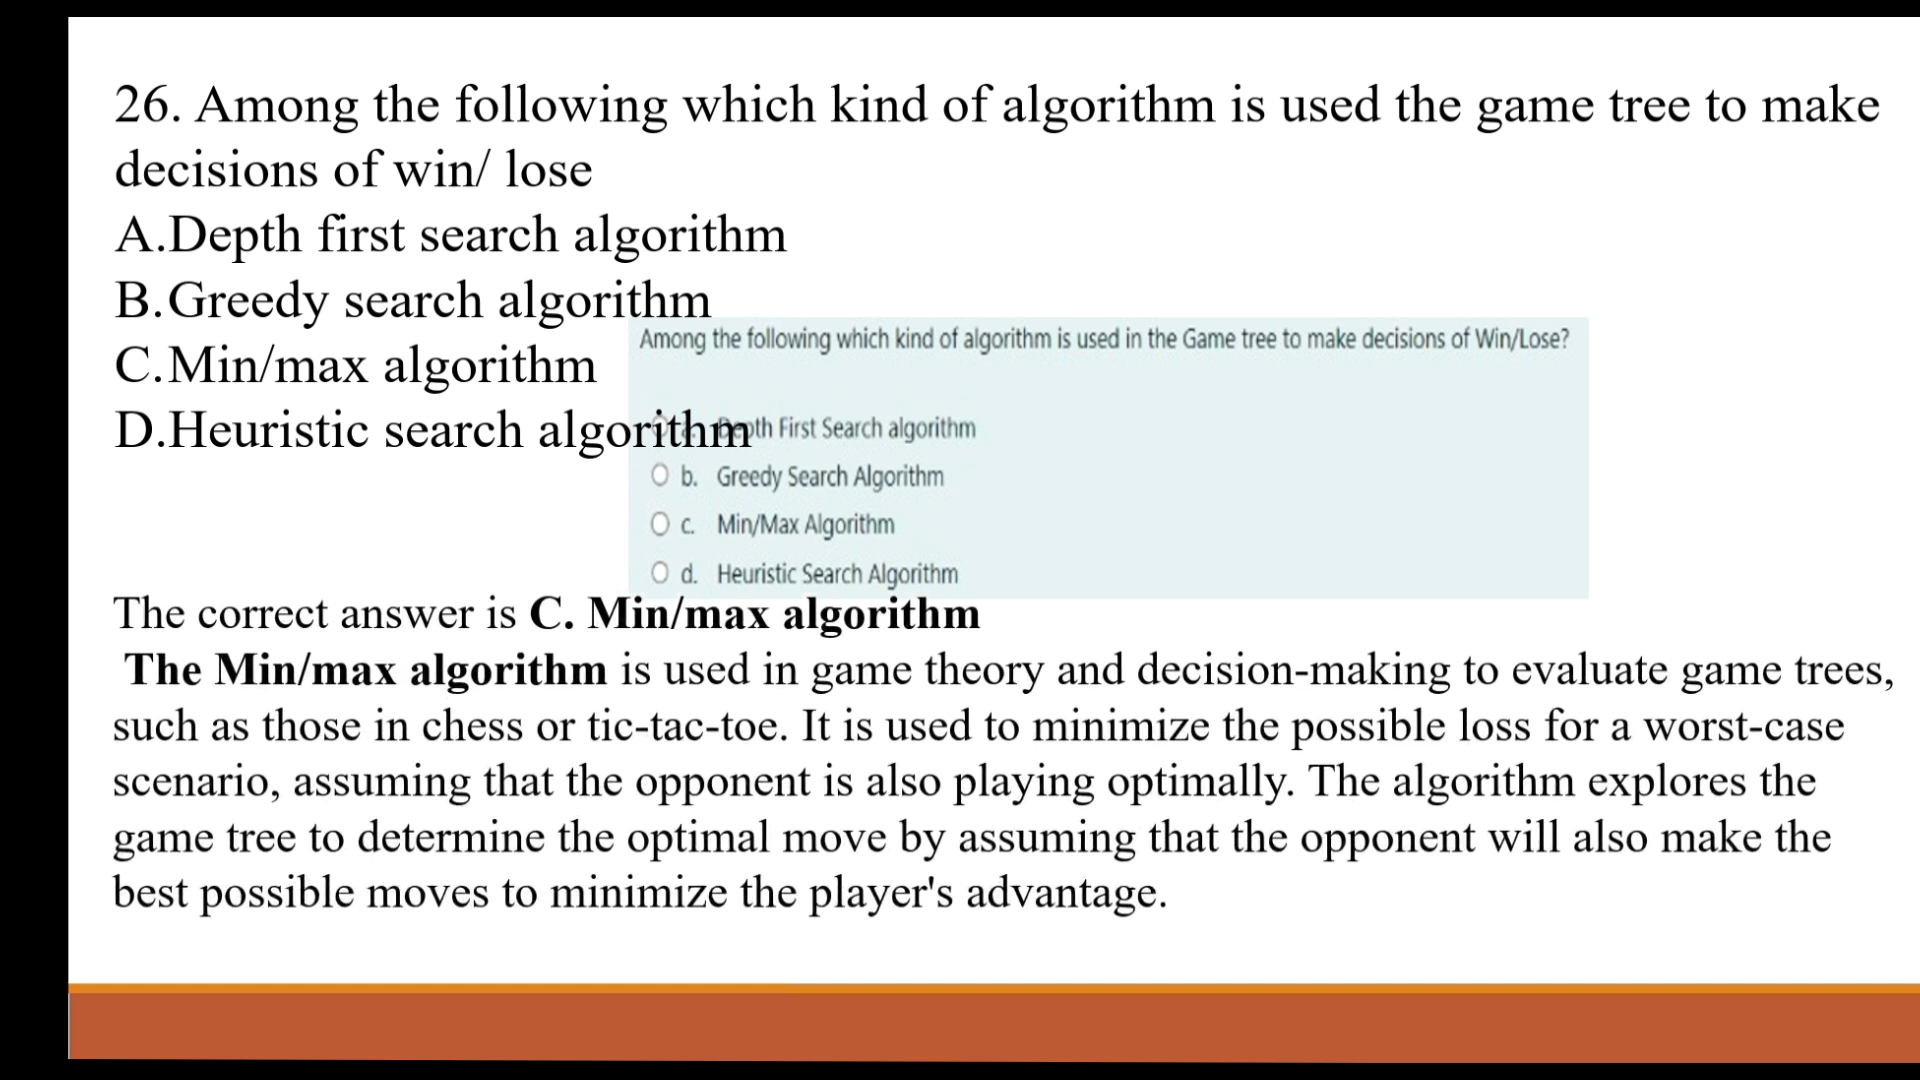 26. Among the following which kind of algorithm is used the game tree to make
decisions of win/ lose
A.Depth first search algorithm
B.Greedy search algorithm
C.Min/max algorithm
D.Heuristic search algorithm
Among the following which kind of algorithm is used in the Game tree to make decisions of Win/Lose?
Depth First Search algorithm
b. Greedy Search Algorithm
c. Min/Max Algorithm
d. Heuristic Search Algorithm
The correct answer is C. Min/max algorithm
The Min/max algorithm is used in game theory and decision-making to evaluate game trees,
such as those in chess or tic-tac-toe. It is used to minimize the possible loss for a worst-case
scenario, assuming that the opponent is also playing optimally. The algorithm explores the
game tree to determine the optimal move by assuming that the opponent will also make the
best possible moves to minimize the player's advantage.